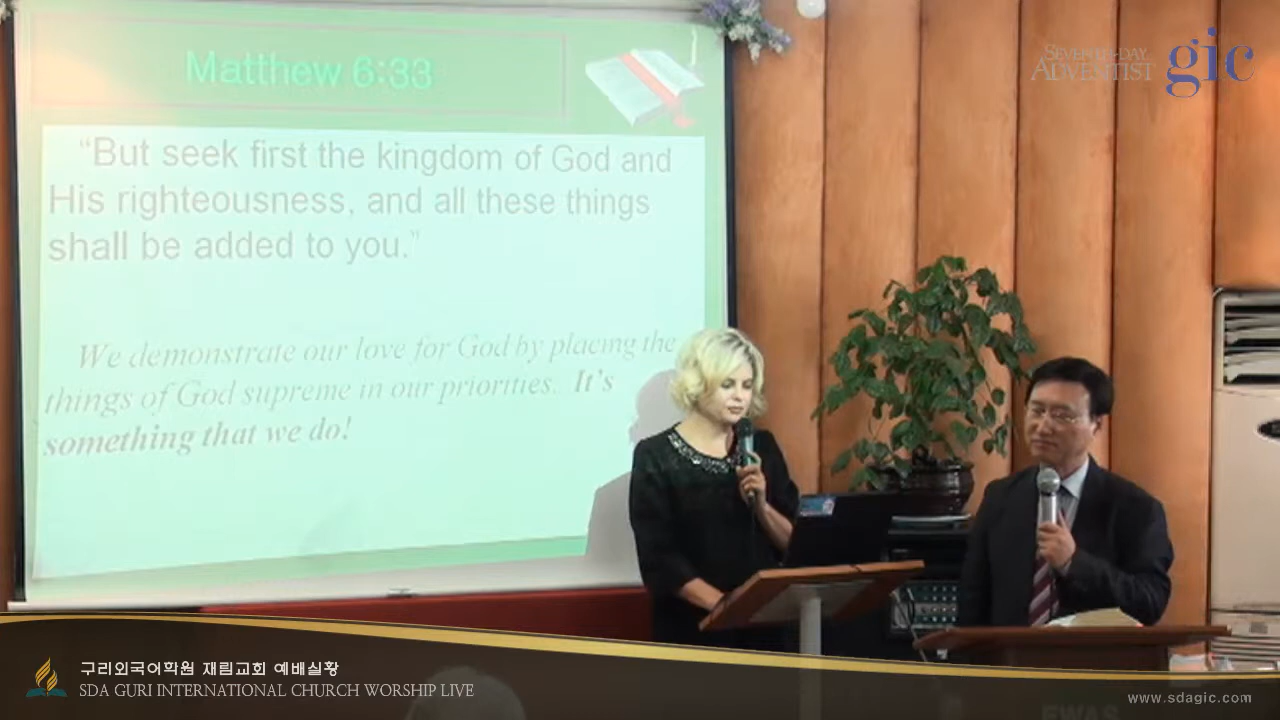 Matthew 6:33
SEVENTH-DAY
ADVENTIST gic
“But seek first the kingdom of God and
His righteousness, and all these things
shall be added to you.”
We demonstrate our love for God by placing the
things of God supreme in our priorities. It's
something that we do!
구리외국어학원 재림교회 예배실황
SDA GURI INTERNATIONAL CHURCH WORSHIP LIVE
www.sdagic.com